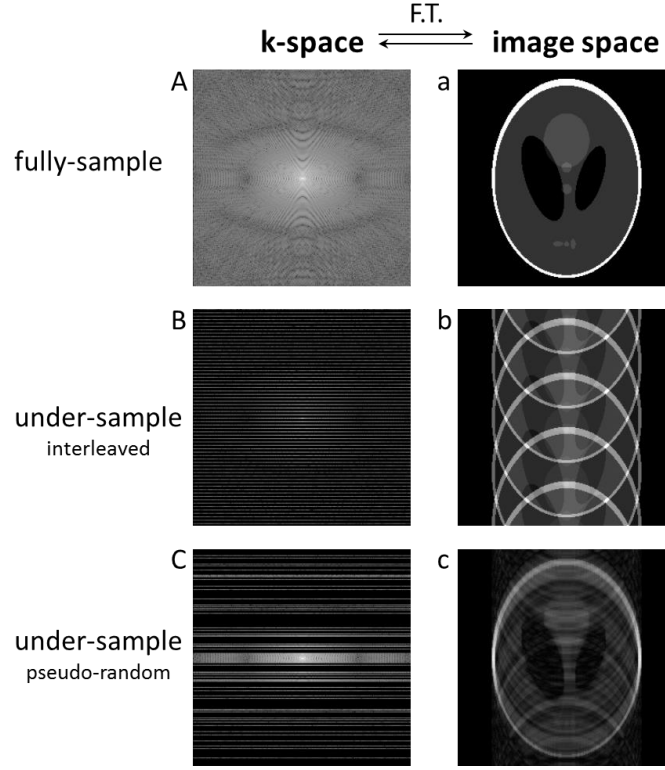 F.T.
k-space image space
A a
fully-sample
B b
under-sample
interleaved
C c
under-sample
pseudo-random